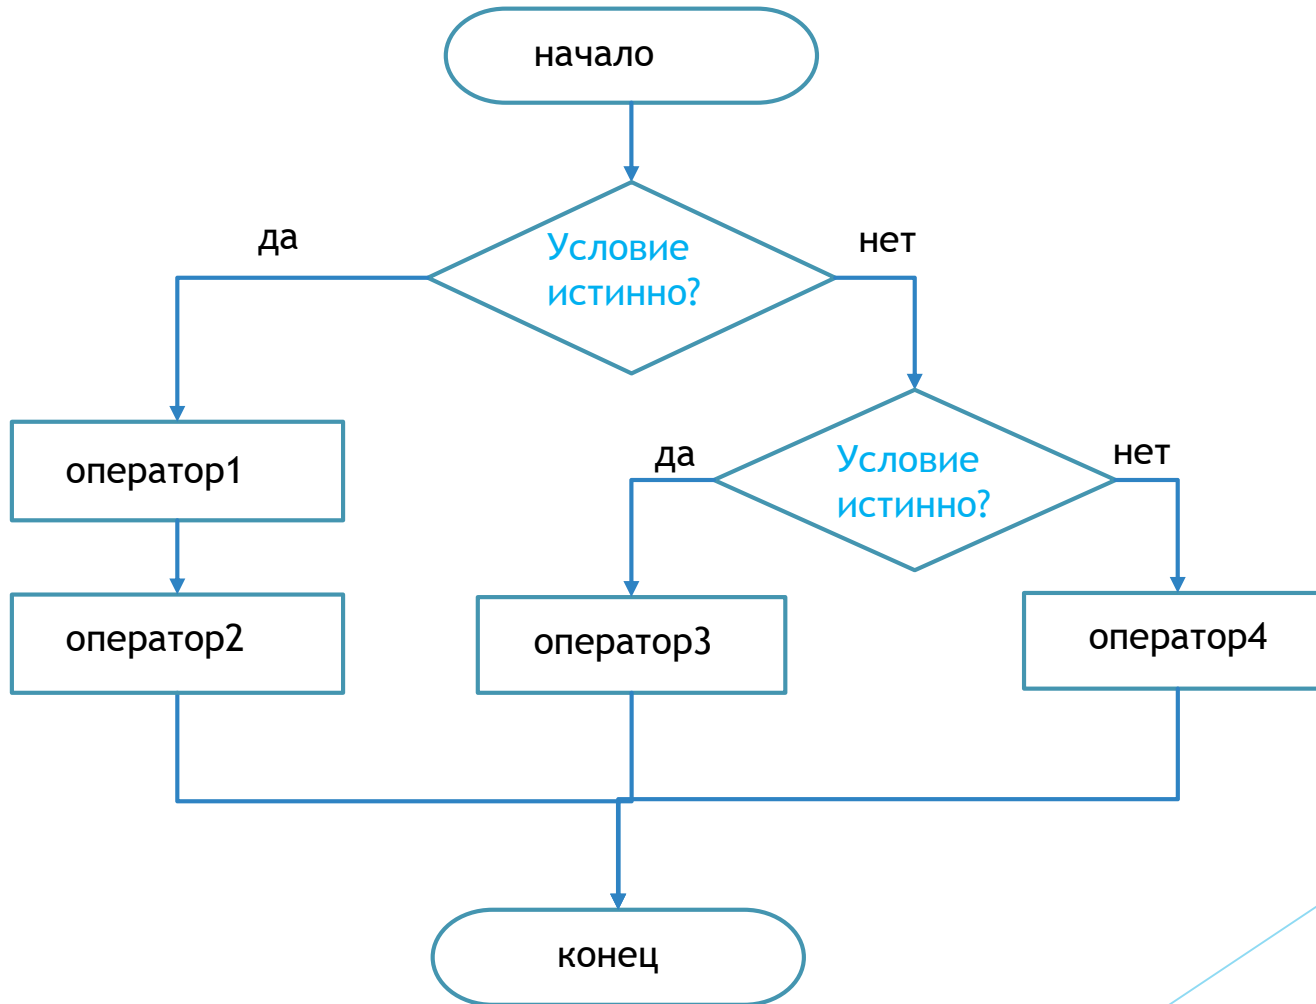 начало
да
Условие
истинно?
нет
оператор1
да
Условие
истинно?
нет
оператор2
оператор3
оператор4
конец